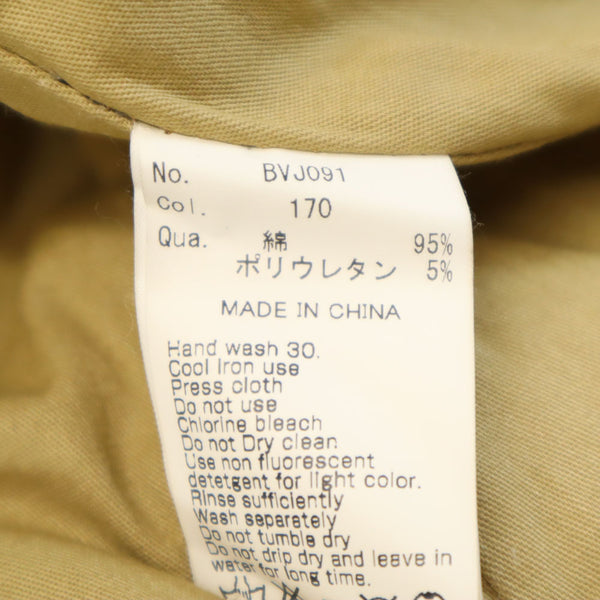 No. BVJ091
Col. 170
Qua. 綿 95%
ポリウレタン 5%
MADE IN CHINA
Hand wash 30.
Cool Iron use
Press cloth
Do not use
Chlorine bleach
Do not Dry clean
Use non fluorescent
detetgent for light color.
Rinse sufficiently
Wash separately
Do not tumble dry
Do not drip dry and leave in
water for long time.